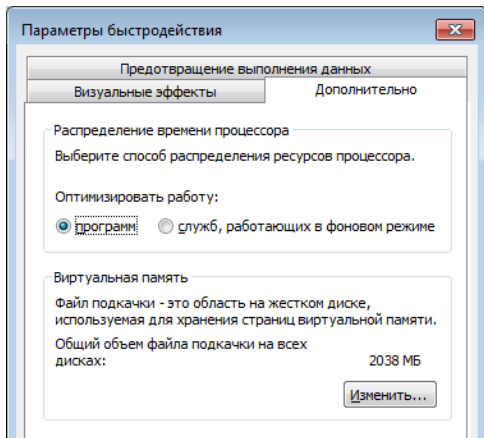 Параметры быстродействия
Предотвращение выполнения данных
Визуальные эффекты
Дополнительно
Распределение времени процессора
Выберите способ распределения ресурсов процессора.
Оптимизировать работу:
программ
служб, работающих в фоновом режиме
Виртуальная память
Файл подкачки - это область на жестком диске,
используемая для хранения страниц виртуальной памяти.
Общий объем файла подкачки на всех
дисках:
2038 МБ
Изменить...